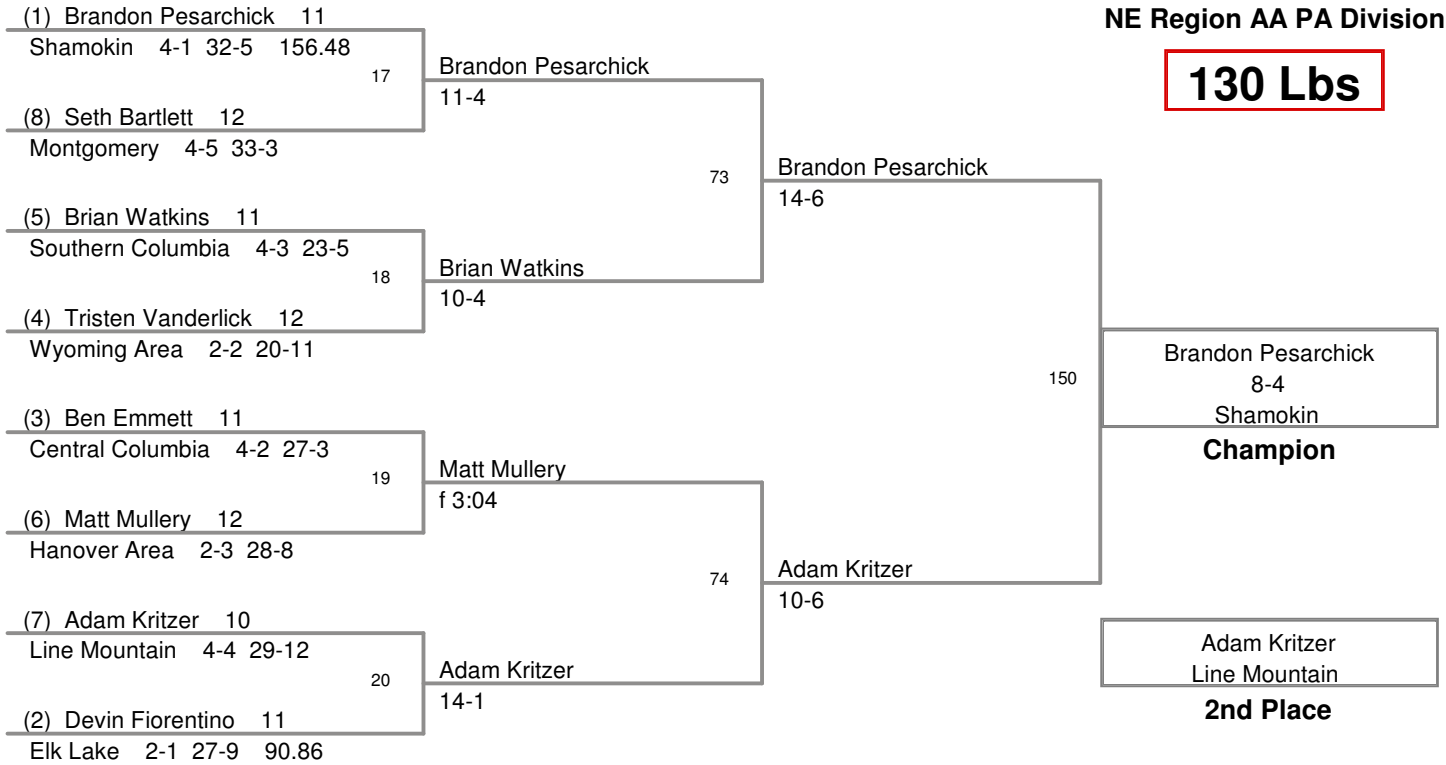 NE Region AA PA Division
130 Lbs
(1) Brandon Pesarchick 11
Shamokin 4-1 32-5 156.48
17
(8) Seth Bartlett 12
Montgomery 4-5 33-3
Brandon Pesarchick
11-4
(5) Brian Watkins 11
Southern Columbia 4-3 23-5
18
(4) Tristen Vanderlick 12
Wyoming Area 2-2 20-11
Brian Watkins
10-4
73
Brandon Pesarchick
14-6
(3) Ben Emmett 11
Central Columbia 4-2 27-3
19
(6) Matt Mullery 12
Hanover Area 2-3 28-8
Matt Mullery
f 3:04
(7) Adam Kritzer 10
Line Mountain 4-4 29-12
20
(2) Devin Fiorentino 11
Elk Lake 2-1 27-9 90.86
Adam Kritzer
14-1
74
Adam Kritzer
10-6
150
Brandon Pesarchick
8-4
Shamokin
Champion
Adam Kritzer
Line Mountain
2nd Place